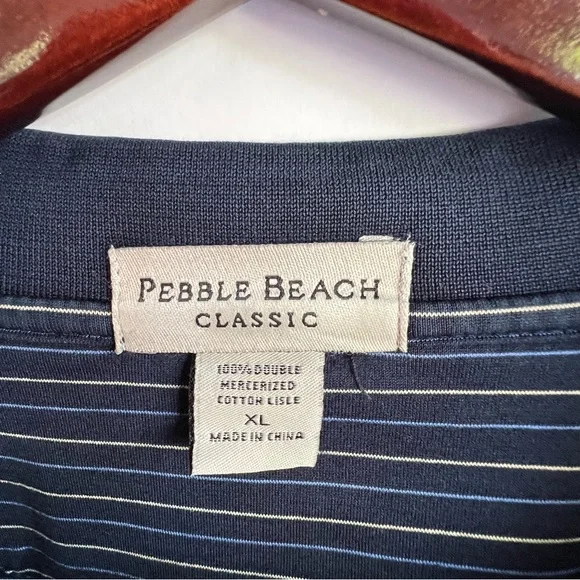 PEBBLE BEACH
CLASSIC
100% DOUBLE
MERCERIZED
COTTON LISLE
XL
MADE IN CHINA